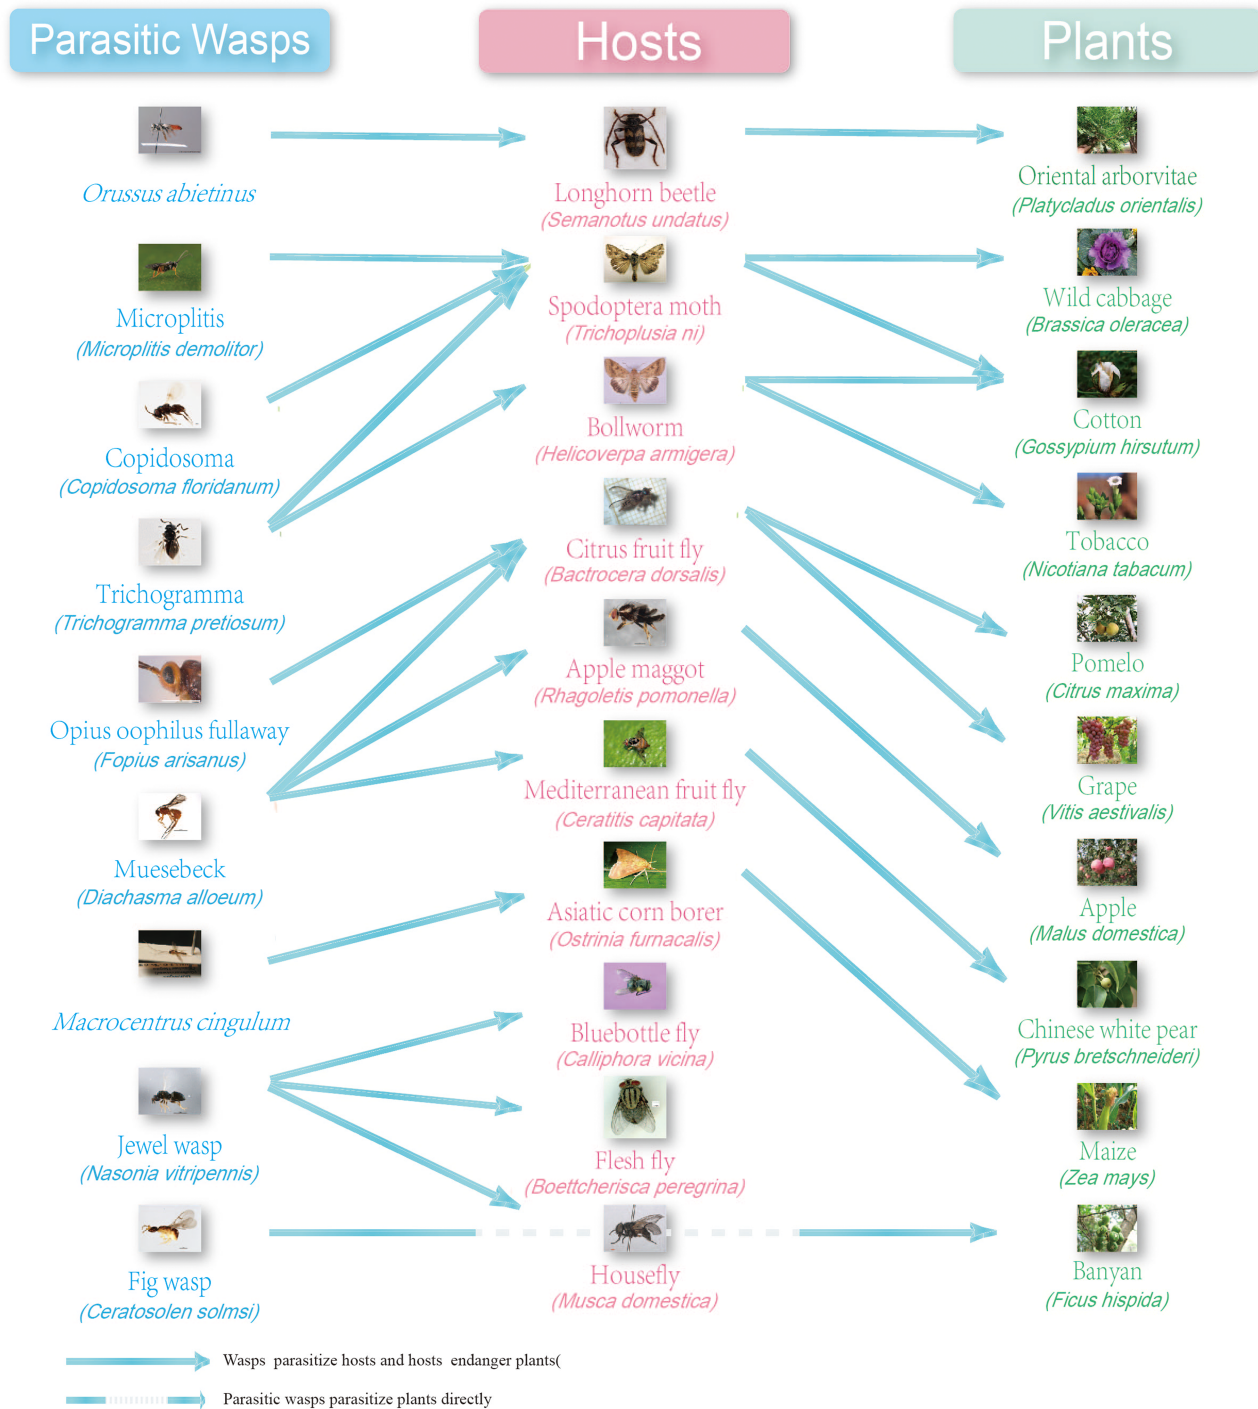 Parasitic Wasps
Hosts
Plants
Orussus abietinus
Microplitis
(Microplitis demolitor)
Copidosoma
(Copidosoma floridanum)
Trichogramma
(Trichogramma pretiosum)
Opius oophilus fullaway
(Fopius arisanus)
Muesebeck
(Diachasma alloeum)
Macrocentrus cingulum
Jewel wasp
(Nasonia vitripennis)
Fig wasp
(Ceratosolen solmsi)
Longhorn beetle
(Semanotus undatus)
Spodoptera moth
(Trichoplusia ni)
Bollworm
(Helicoverpa armigera)
Citrus fruit fly
(Bactrocera dorsalis)
Apple maggot
(Rhagoletis pomonella)
Mediterranean fruit fly
(Ceratitis capitata)
Asiatic corn borer
(Ostrinia furnacalis)
Bluebottle fly
(Calliphora vicina)
Flesh fly
(Boettcherisca peregrina)
Housefly
(Musca domestica)
Oriental arborvitae
(Platycladus orientalis)
Wild cabbage
(Brassica oleracea)
Cotton
(Gossypium hirsutum)
Tobacco
(Nicotiana tabacum)
Pomelo
(Citrus maxima)
Grape
(Vitis aestivalis)
Apple
(Malus domestica)
Chinese white pear
(Pyrus bretschneideri)
Maize
(Zea mays)
Banyan
(Ficus hispida)
Wasps parasitize hosts and hosts endanger plants(
Parasitic wasps parasitize plants directly